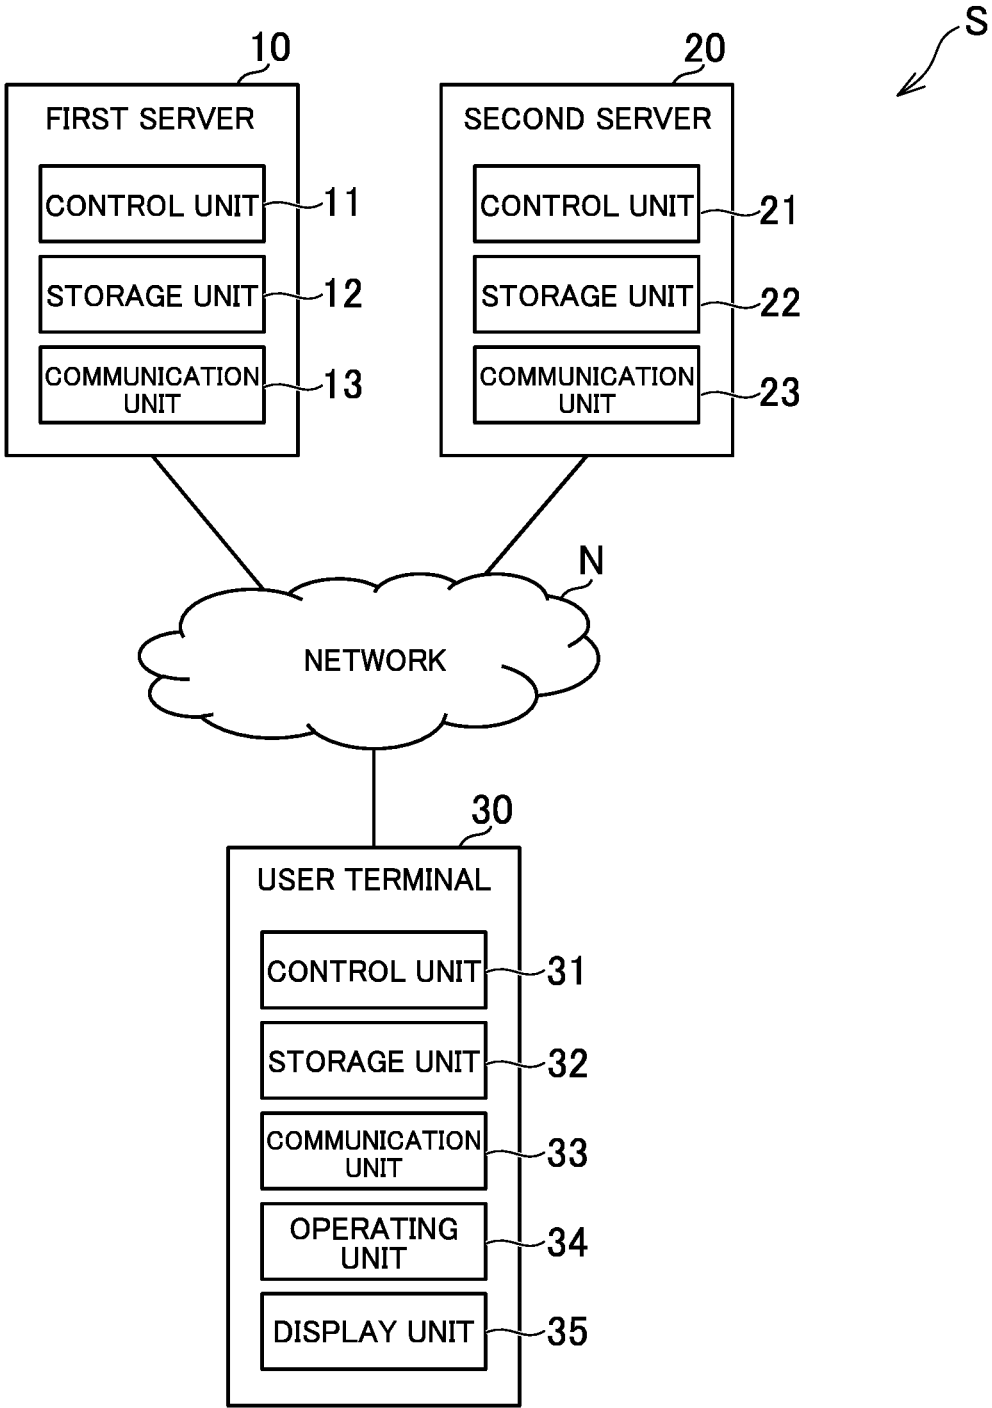 S
10
FIRST SERVER
CONTROL UNIT
11
STORAGE UNIT
12
COMMUNICATION
UNIT
13
20
SECOND SERVER
CONTROL UNIT
21
STORAGE UNIT
22
COMMUNICATION
UNIT
23
N
NETWORK
30
USER TERMINAL
CONTROL UNIT
31
STORAGE UNIT
32
COMMUNICATION
UNIT
33
OPERATING
UNIT
34
DISPLAY UNIT
35